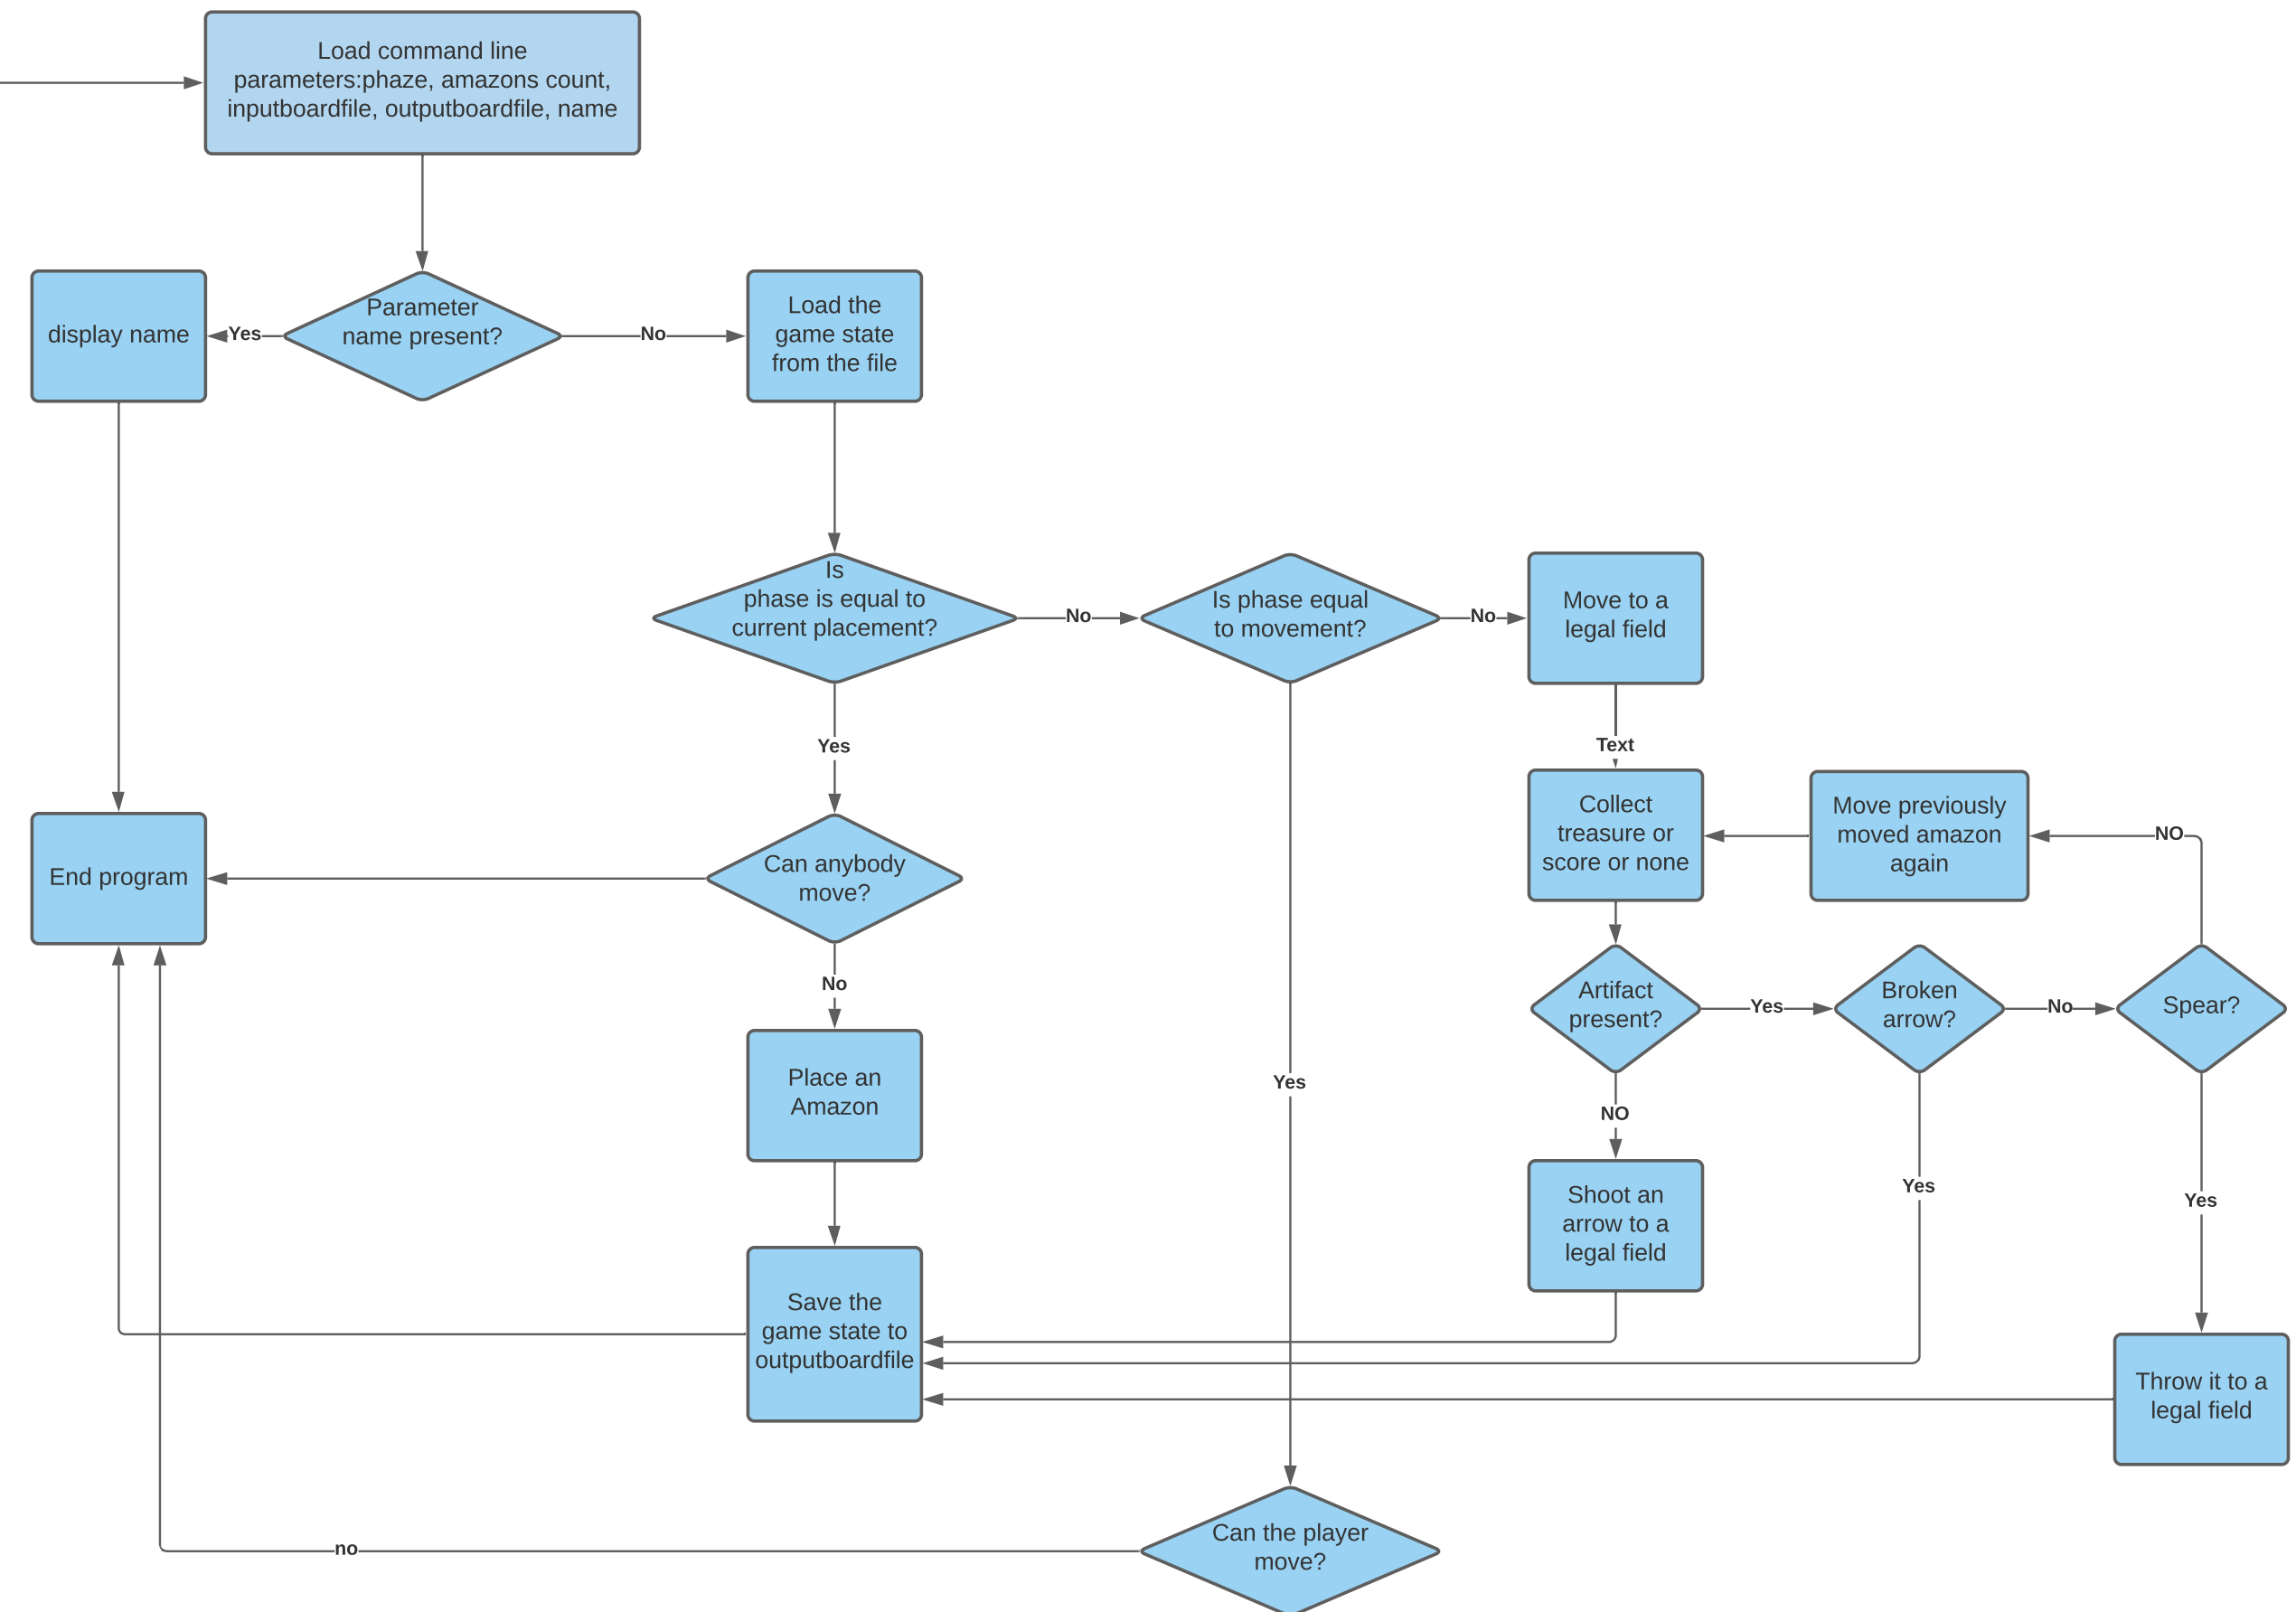 Load command line
parameters:phaze, amazons count,
inputboardfile, outputboardfile, name
display name
Yes
Parameter
name present?
No
Load the
game state
from the file
Is
phase is equal to
current placement?
No
Is phase equal
to movement?
No
Move to a
legal field
Yes
Text
End program
Can anybody
move?
Collect
treasure or
score or none
Move previously
moved amazon
again
NO
No
Artifact
present?
Yes
Broken
arrow?
No
Spear?
Place an
Amazon
Yes
NO
Shoot an
arrow to a
legal field
Yes
Yes
Save the
game state to
outputboardfile
Throw it to a
legal field
no
Can the player
move?